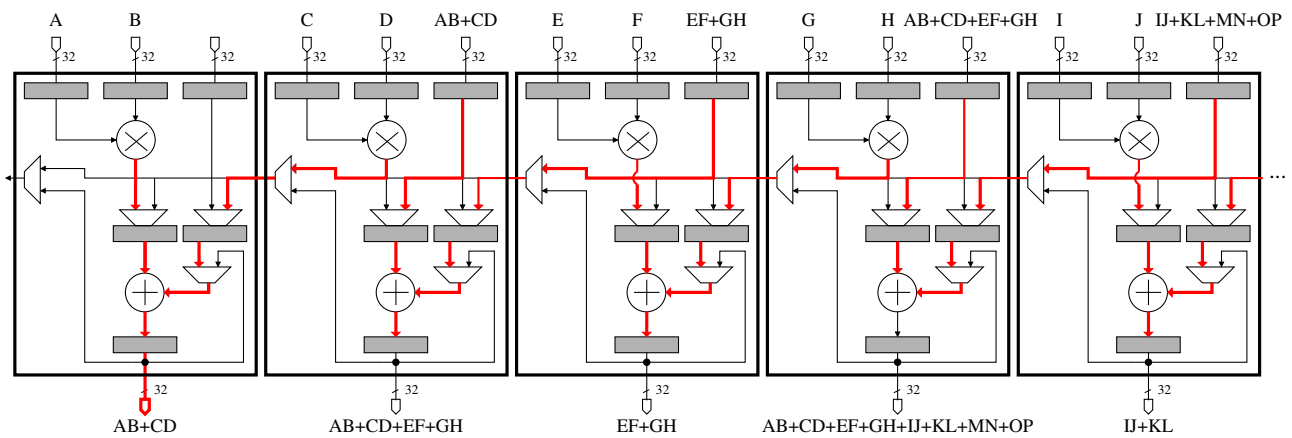 A B C D AB+CD E F EF+GH G H AB+CD+EF+GH I J IJ+KL+MN+OP
32 32 32 32 32 32 32 32 32 32 32 32 32 32 32
...
32 32 32 32 32
AB+CD AB+CD+EF+GH EF+GH AB+CD+EF+GH+IJ+KL+MN+OP IJ+KL